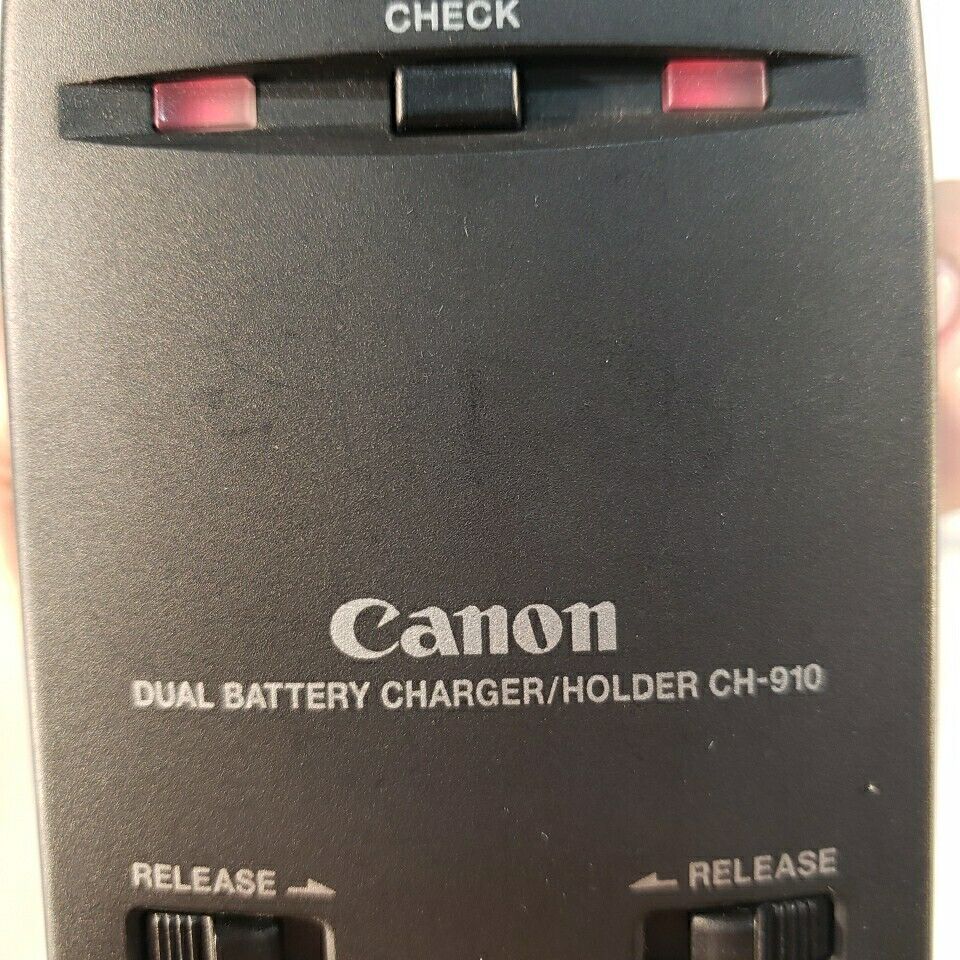 CHECK
Canon
DUAL BATTERY CHARGER/HOLDER CH-910
RELEASE RELEASE